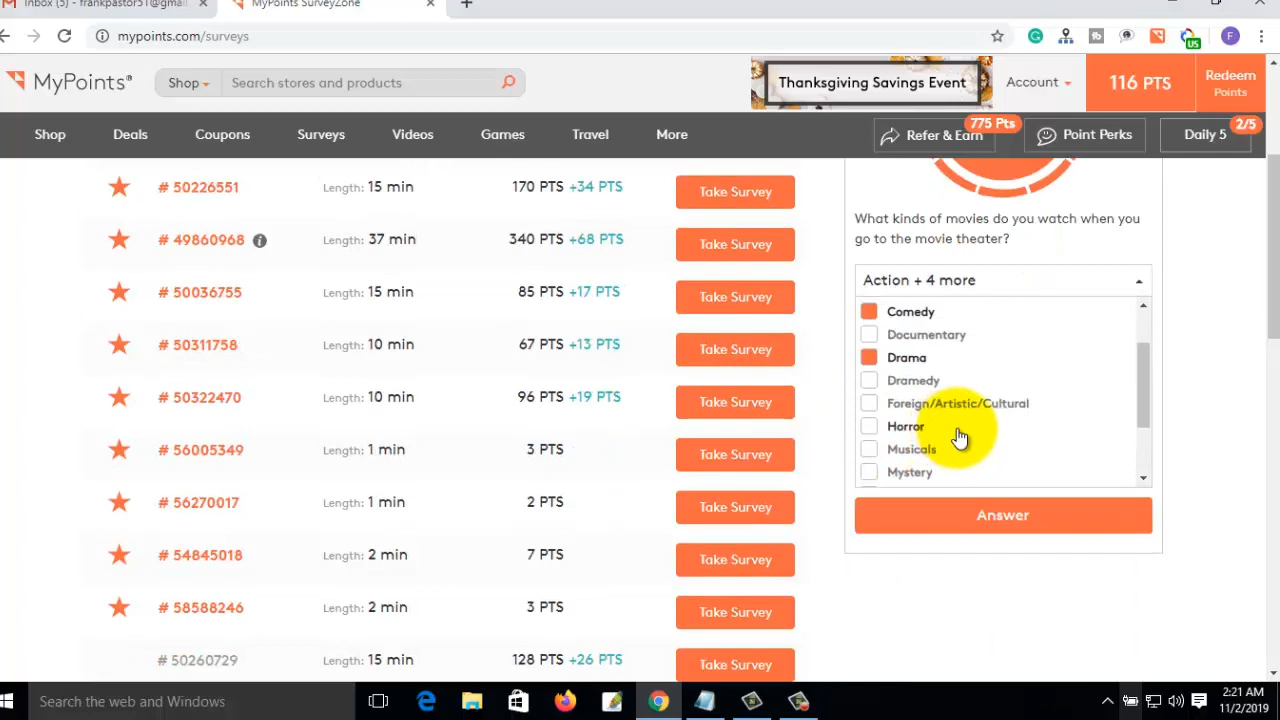 Inbox (5) - frankpastor51@gmail
MyPoints SurveyZone
mypoints.com/surveys
US
F
MyPoints®
Shop
Search stores and products
Thanksgiving Savings Event
Account
116 PTS
Redeem
Points
Shop
Deals
Coupons
Surveys
Videos
Games
Travel
More
Refer & Earn
775 Pts
Point Perks
Daily 5
2/5
# 50226551 Length: 15 min 170 PTS +34 PTS Take Survey
# 49860968 Length: 37 min 340 PTS +68 PTS Take Survey
# 50036755 Length: 15 min 85 PTS +17 PTS Take Survey
# 50311758 Length: 10 min 67 PTS +13 PTS Take Survey
# 50322470 Length: 10 min 96 PTS +19 PTS Take Survey
# 56005349 Length: 1 min 3 PTS Take Survey
# 56270017 Length: 1 min 2 PTS Take Survey
# 54845018 Length: 2 min 7 PTS Take Survey
# 58588246 Length: 2 min 3 PTS Take Survey
# 50260729 Length: 15 min 128 PTS +26 PTS Take Survey
What kinds of movies do you watch when you
go to the movie theater?
Action + 4 more
Comedy
Documentary
Drama
Dramedy
Foreign/Artistic/Cultural
Horror
Musicals
Mystery
Answer
Search the web and Windows
2:21 AM
11/2/2019